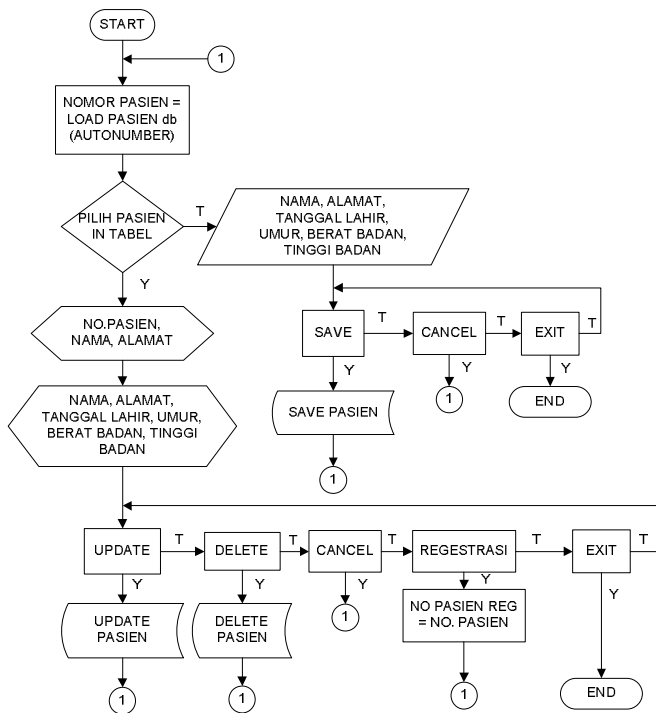 START
1
NOMOR PASIEN =
LOAD PASIEN db
(AUTONUMBER)
PILIH PASIEN
IN TABEL
T
Y
NAMA, ALAMAT,
TANGGAL LAHIR,
UMUR, BERAT BADAN,
TINGGI BADAN
SAVE
T
CANCEL
T
EXIT
T
Y
Y
Y
SAVE PASIEN
1
END
1
NO.PASIEN,
NAMA, ALAMAT
NAMA, ALAMAT,
TANGGAL LAHIR, UMUR,
BERAT BADAN, TINGGI
BADAN
UPDATE
T
DELETE
T
CANCEL
T
REGESTRASI
T
EXIT
T
Y
Y
Y
Y
Y
UPDATE
PASIEN
DELETE
PASIEN
1
NO PASIEN REG
= NO. PASIEN
1
1
1
END